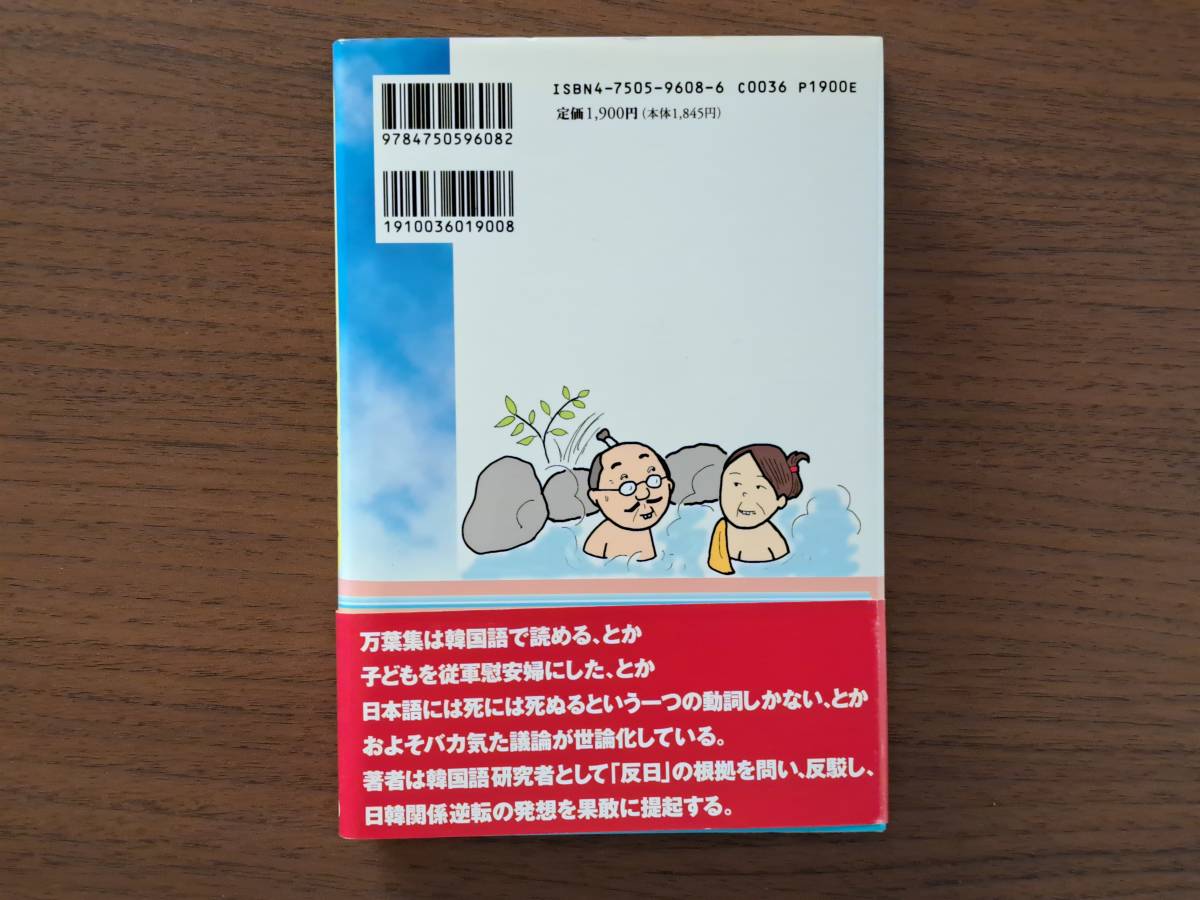 ISBN4-7505-9608-6 C0036 P1900E
定価1,900円(本体1,845円)
9784750596082
1910036019008
万葉集は韓国語で読める、とか
子どもを従軍慰安婦にした、とか
日本語には死には死ぬるという一つの動詞しかない、とか
およそバカ気た議論が世論化している。
著者は韓国語研究者として「反日」の根拠を問い、反駁し、
日韓関係逆転の発想を果敢に提起する。